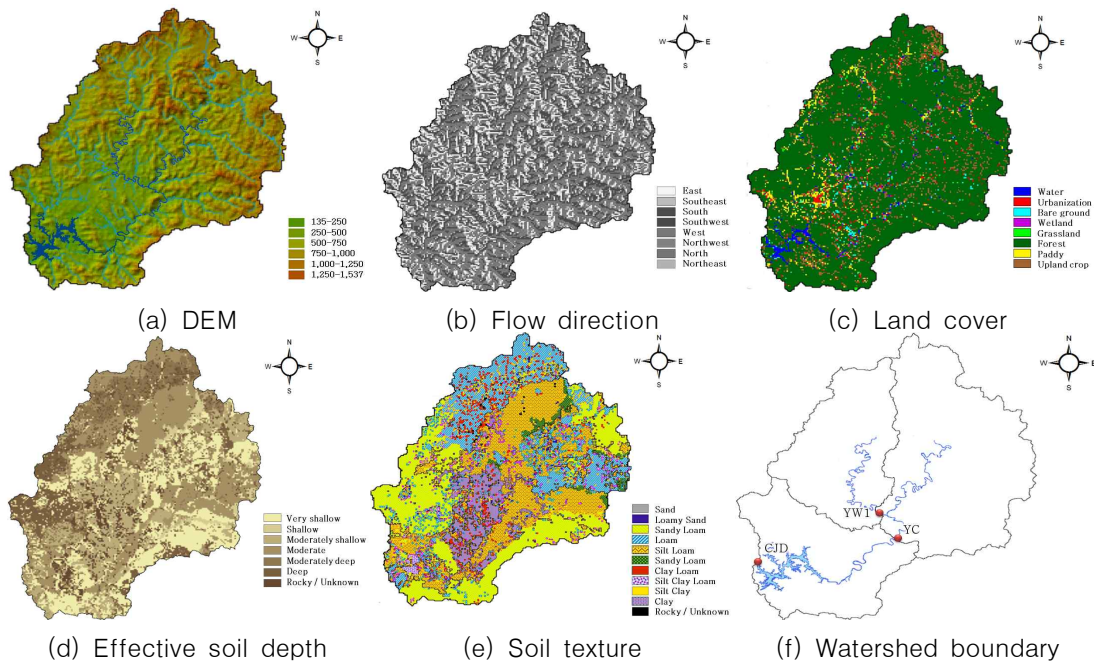 N
W E
S
135-250
250-500
500-750
750-1,000
1,000-1,250
1,250-1,537
(a) DEM
N
W E
S
East
Southeast
South
Southwest
West
Northwest
North
Northeast
(b) Flow direction
N
W E
S
Water
Urbanization
Bare ground
Wetland
Grassland
Forest
Paddy
Upland crop
(c) Land cover
N
W E
S
Very shallow
Shallow
Moderately shallow
Moderate
Moderately deep
Deep
Rocky / Unknown
(d) Effective soil depth
N
W E
S
Sand
Loamy Sand
Sandy Loam
Loam
Silt Loam
Sandy Loam
Clay Loam
Silt Clay Loam
Silt Clay
Clay
Rocky / Unknown
(e) Soil texture
N
W E
S
YW1
YC
CJD
(f) Watershed boundary